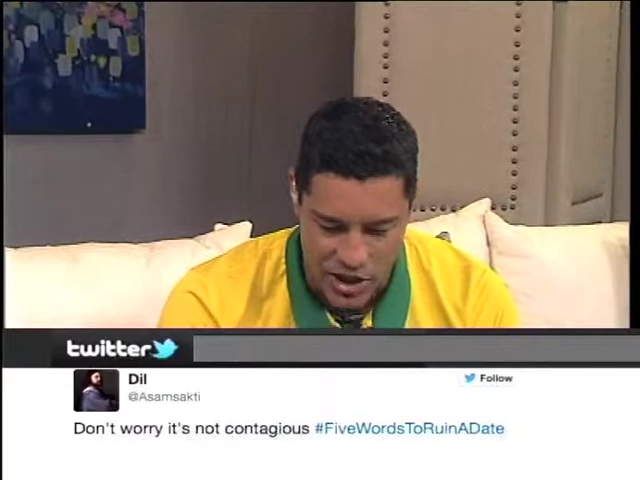 twitter
Dil
Follow
@Asamsakti
Don't worry it's not contagious #FiveWordsToRuinADate